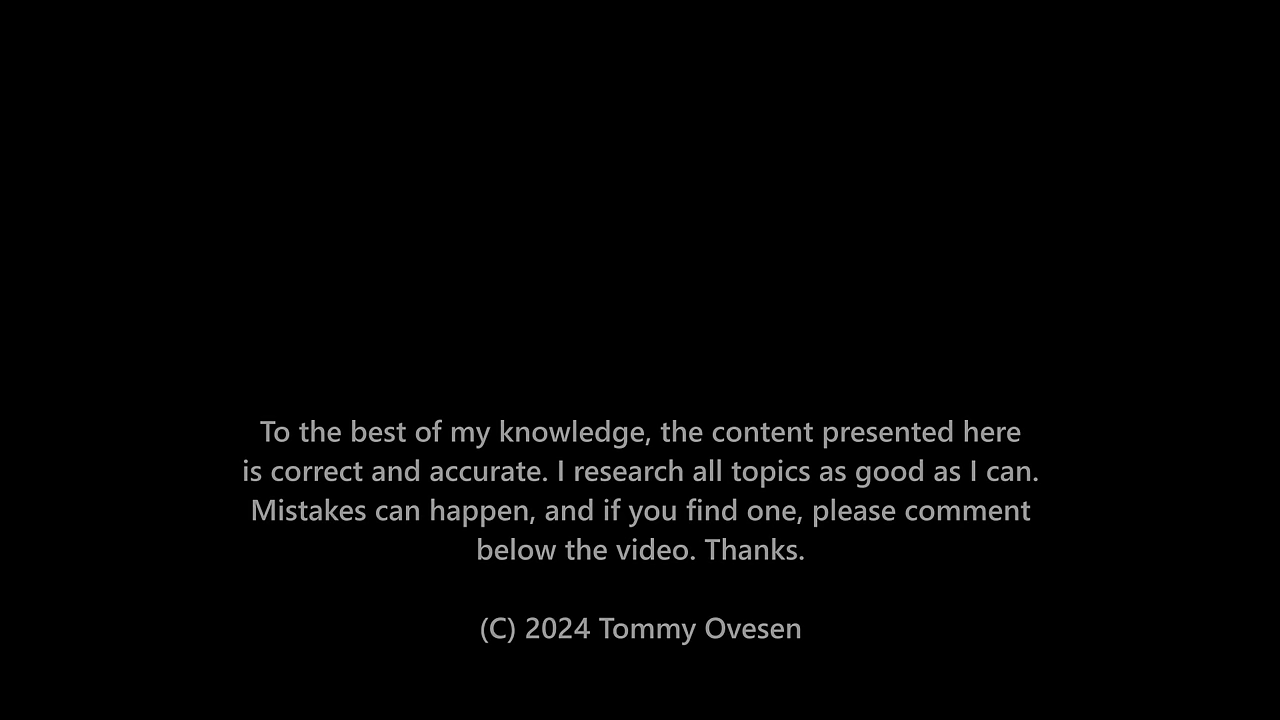 To the best of my knowledge, the content presented here
is correct and accurate. I research all topics as good as I can.
Mistakes can happen, and if you find one, please comment
below the video. Thanks.
(C) 2024 Tommy Ovesen